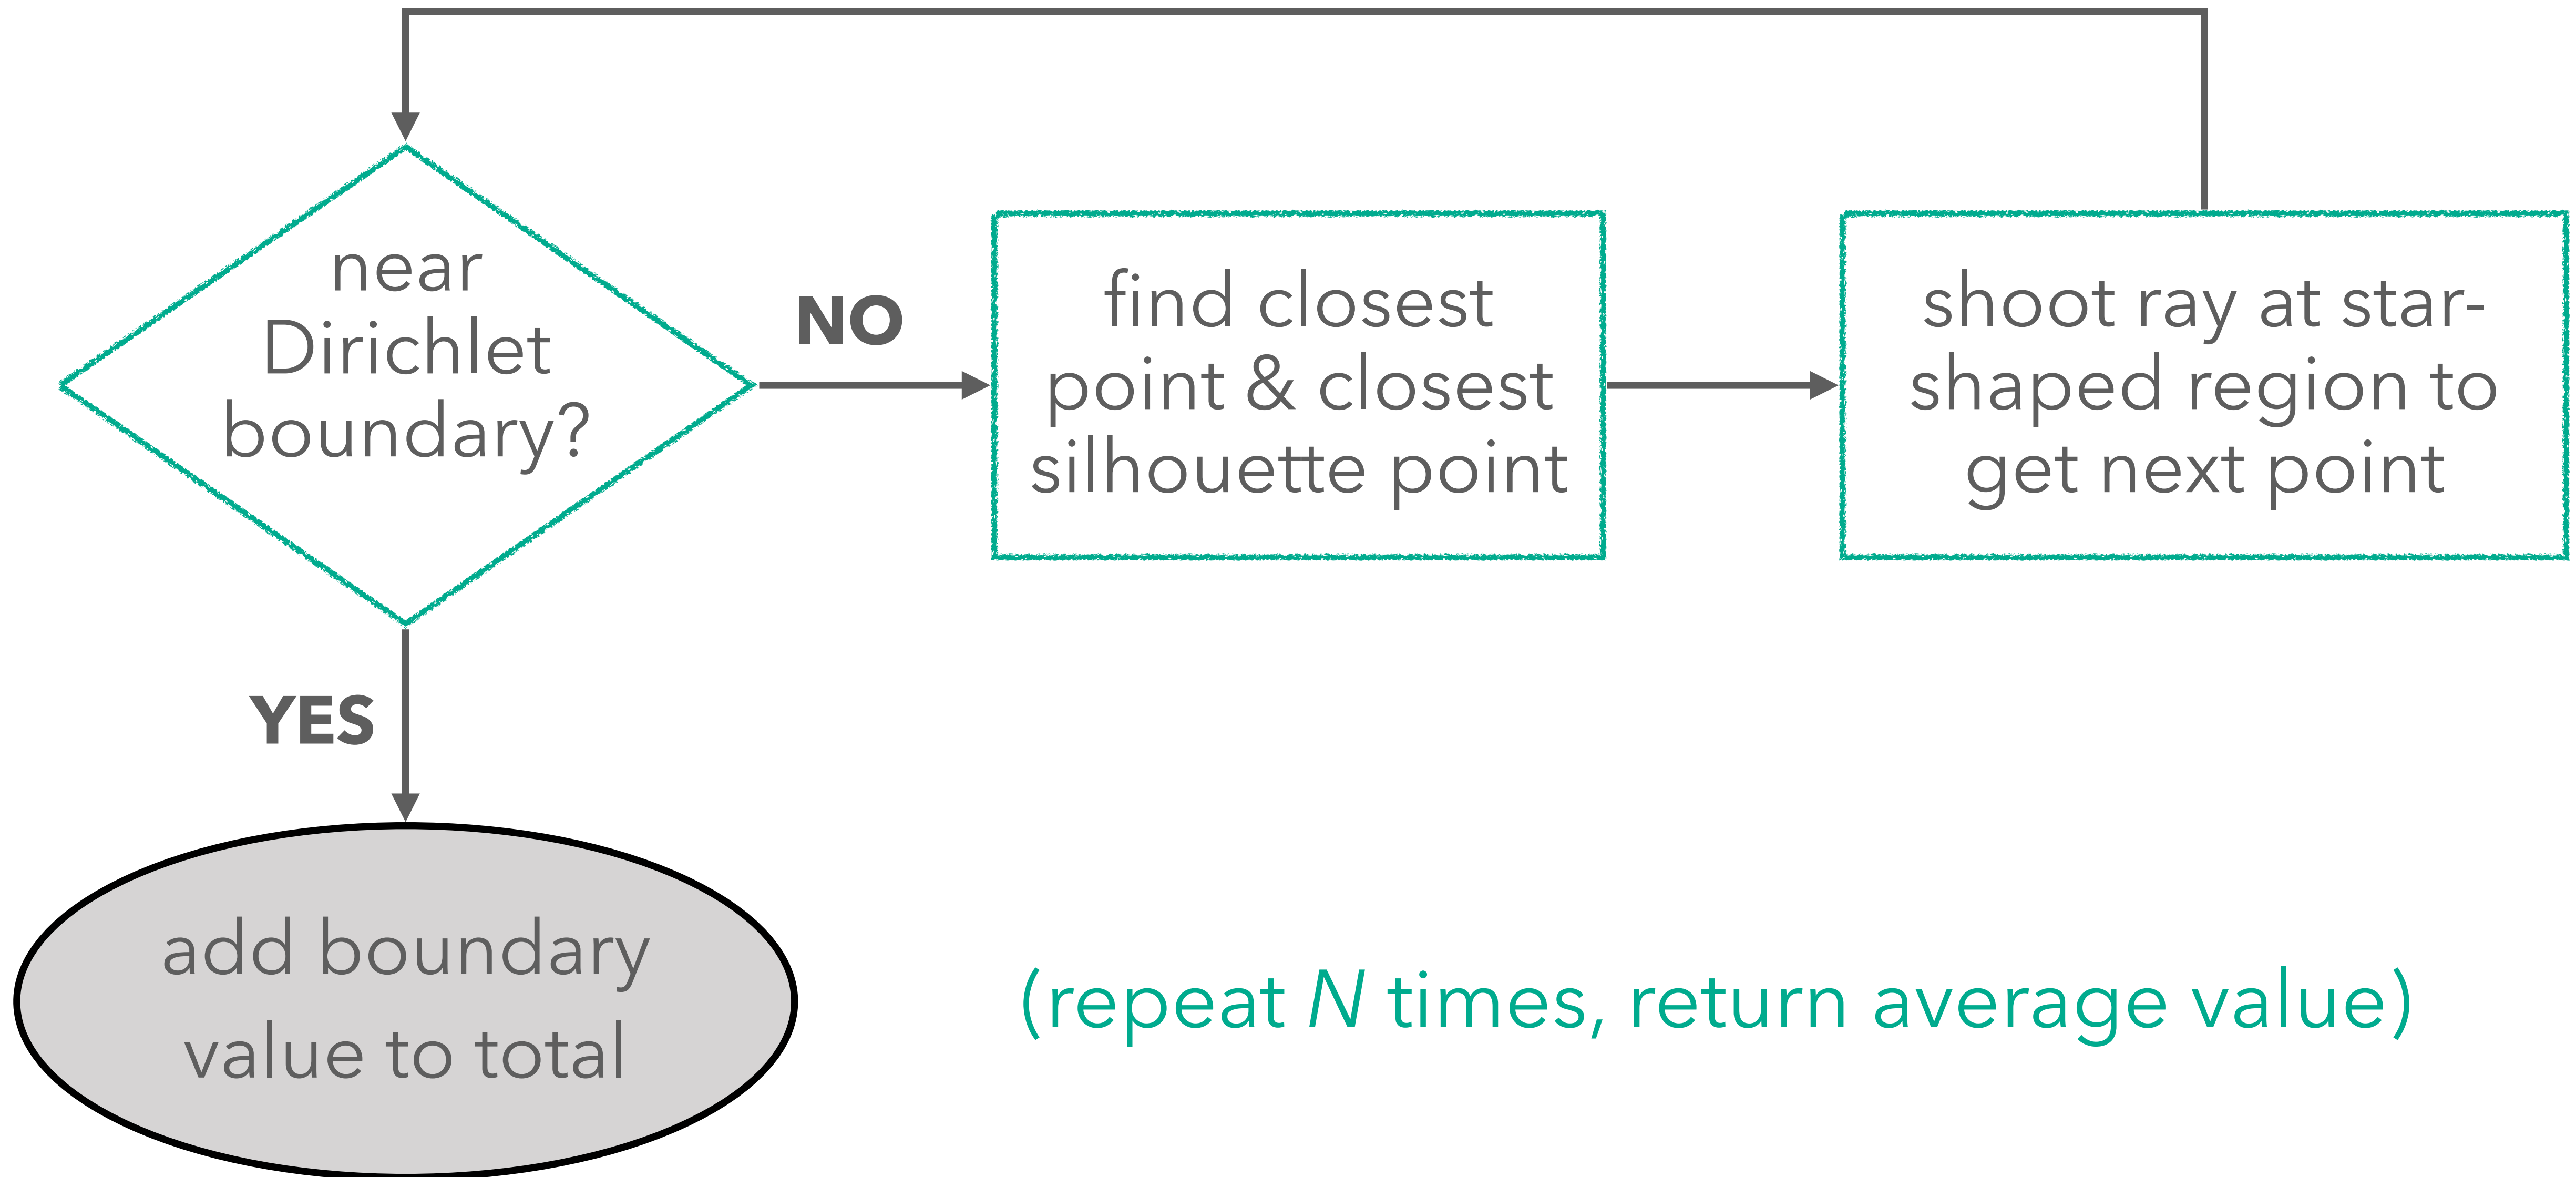 near
Dirichlet
boundary?
NO
find closest
point & closest
silhouette point
shoot ray at star-
shaped region to
get next point
YES
add boundary
value to total
(repeat N times, return average value)